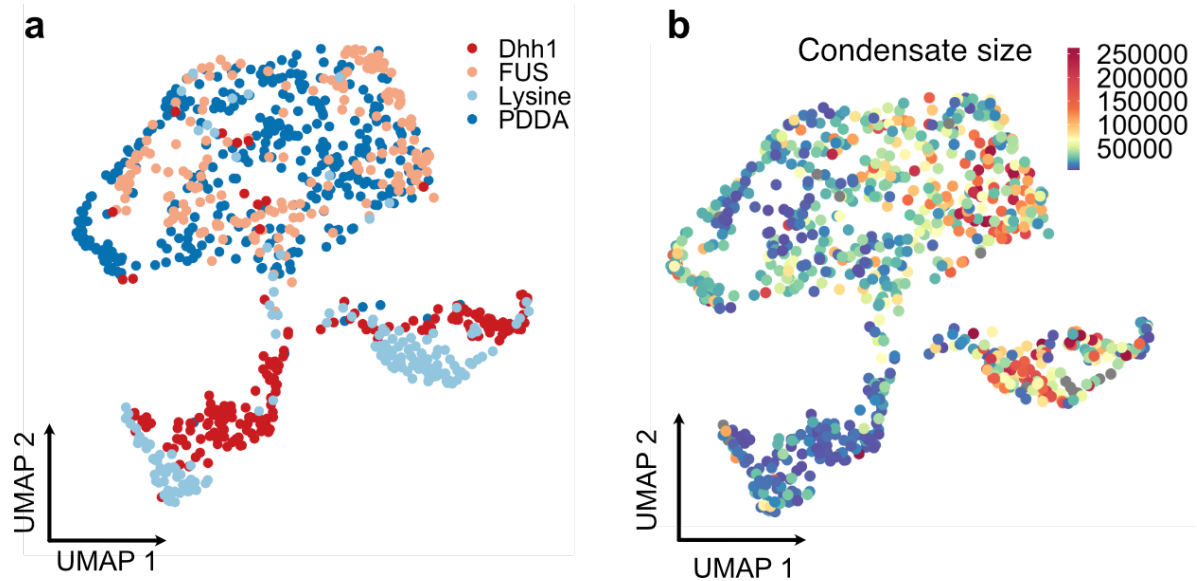 a
Dhh1
FUS
Lysine
PDDA
UMAP 2
UMAP 1
b
Condensate size
250000
200000
150000
100000
50000
UMAP 2
UMAP 1